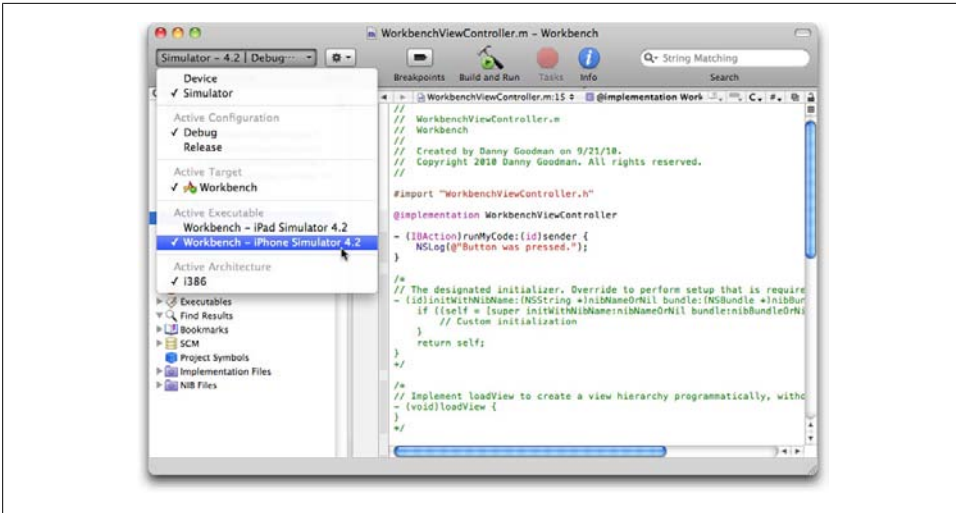 WorkbenchViewController.m – Workbench
Simulator – 4.2 | Debug...
String Matching
Breakpoints
Build and Run
Tasks
Info
Search
Device
✓ Simulator
Active Configuration
✓ Debug
Release
Active Target
✓ Workbench
Active Executable
Workbench – iPad Simulator 4.2
✓ Workbench – iPhone Simulator 4.2
Active Architecture
✓ i386
Executables
Find Results
Bookmarks
SCM
Project Symbols
Implementation Files
NIB Files
WorkbenchViewController.m:15
@implementation Work
C, #,
//
// WorkbenchViewController.m
// Workbench
//
// Created by Danny Goodman on 9/21/10.
// Copyright 2010 Danny Goodman. All rights reserved.
//
#import "WorkbenchViewController.h"
@implementation WorkbenchViewController
- (IBAction)runMyCode:(id)sender {
NSLog(@"Button was pressed.");
}
/*
// The designated initializer. Override to perform setup that is require
- (id)initWithNibName:(NSString *)nibNameOrNil bundle:(NSBundle *)nibBun
if ((self = [super initWithNibName:nibNameOrNil bundle:nibBundleOrNi
// Custom initialization
}
return self;
}
*/
/*
// Implement loadView to create a view hierarchy programmatically, witho
- (void)loadView {
}
*/